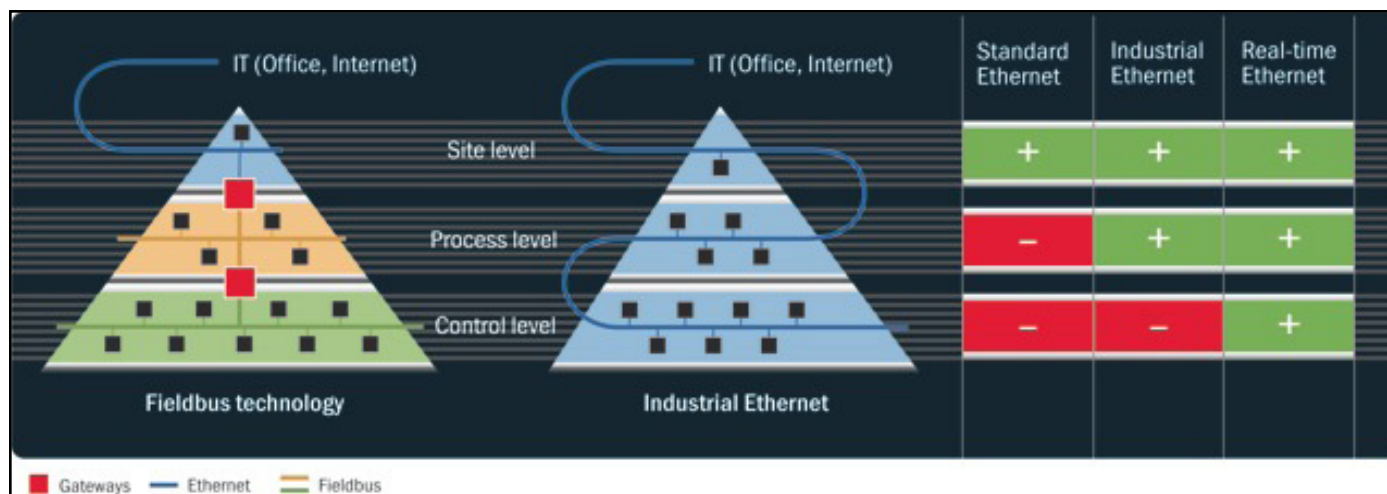 IT (Office, Internet)
IT (Office, Internet)
Standard
Ethernet
Industrial
Ethernet
Real-time
Ethernet
Site level
+ + +
Process level
– + +
Control level
– – +
Fieldbus technology
Industrial Ethernet
Gateways
Ethernet
Fieldbus